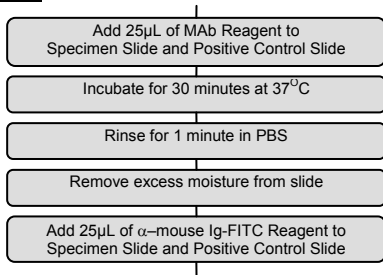 Add 25µL of MAb Reagent to
Specimen Slide and Positive Control Slide
Incubate for 30 minutes at 37°C
Rinse for 1 minute in PBS
Remove excess moisture from slide
Add 25µL of α–mouse Ig-FITC Reagent to
Specimen Slide and Positive Control Slide